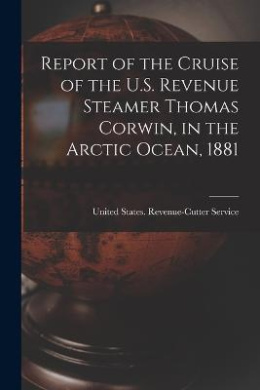 Report of the Cruise
of the U.S. Revenue
Steamer Thomas
Corwin, in the
Arctic Ocean, 1881
United States. Revenue-Cutter Service